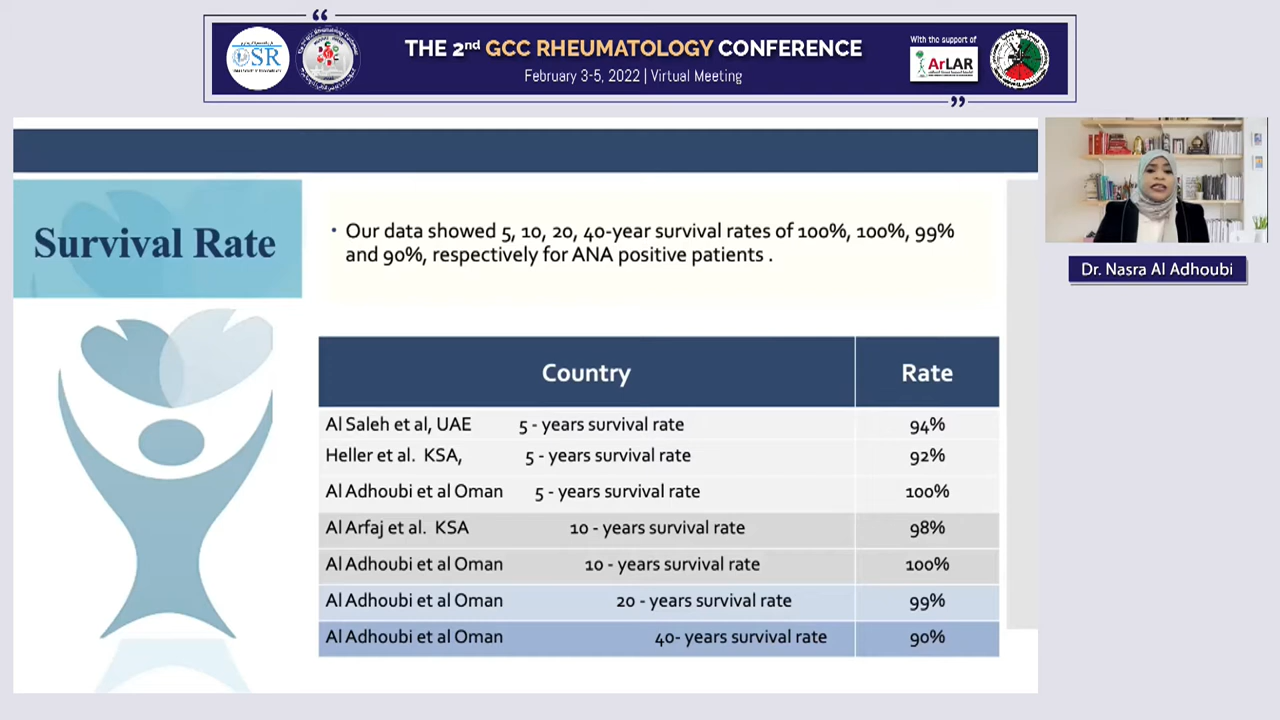 “
THE 2nd GCC RHEUMATOLOGY CONFERENCE
February 3-5, 2022 | Virtual Meeting
OSR
With the support of
ArLAR
”
Dr. Nasra Al Adhoubi
Survival Rate
• Our data showed 5, 10, 20, 40-year survival rates of 100%, 100%, 99%
and 90%, respectively for ANA positive patients .
Country Rate
Al Saleh et al, UAE 5 - years survival rate 94%
Heller et al. KSA, 5 - years survival rate 92%
Al Adhoubi et al Oman 5 - years survival rate 100%
Al Arfaj et al. KSA 10 - years survival rate 98%
Al Adhoubi et al Oman 10 - years survival rate 100%
Al Adhoubi et al Oman 20 - years survival rate 99%
Al Adhoubi et al Oman 40- years survival rate 90%